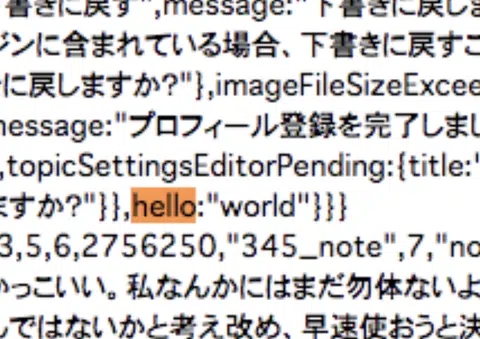 書きに戻す",message:"下書きに戻しま
ジンに含まれている場合、下書きに戻すこ
に戻しますか?"},imageFileSizeExcee
message:"プロフィール登録を完了しまし
,topicSettingsEditorPending:{title:"
ますか?"}},hello:"world"}}}
3,5,6,2756250,"345_note",7,"no
かっこいい。私なんかにはまだ勿体ないよ
んではないかと考え改め、早速使おうと決